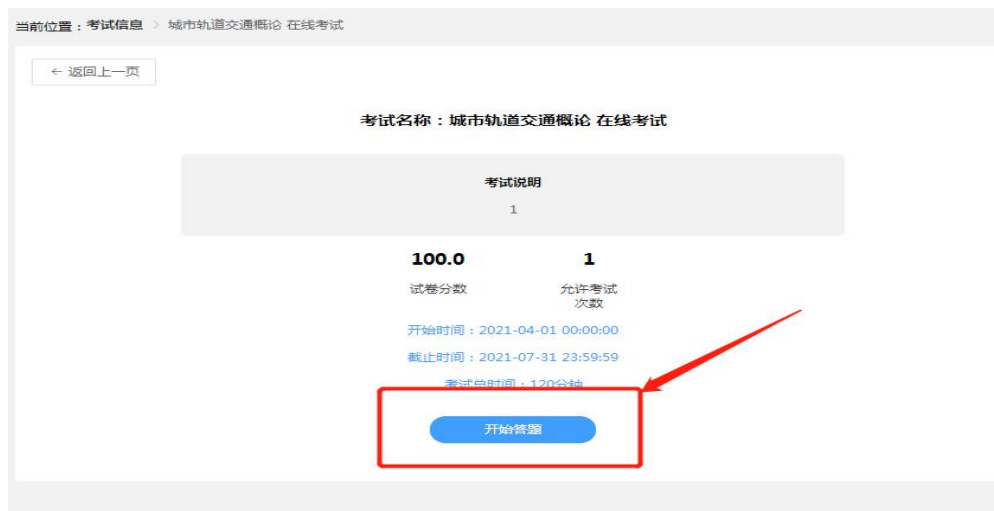 当前位置：考试信息 > 城市轨道交通概论 在线考试
← 返回上一页
考试名称：城市轨道交通概论 在线考试
考试说明
1
100.0 1
试卷分数 允许考试
次数
开始时间：2021-04-01 00:00:00
截止时间：2021-07-31 23:59:59
考试总时间：120分钟
开始答题